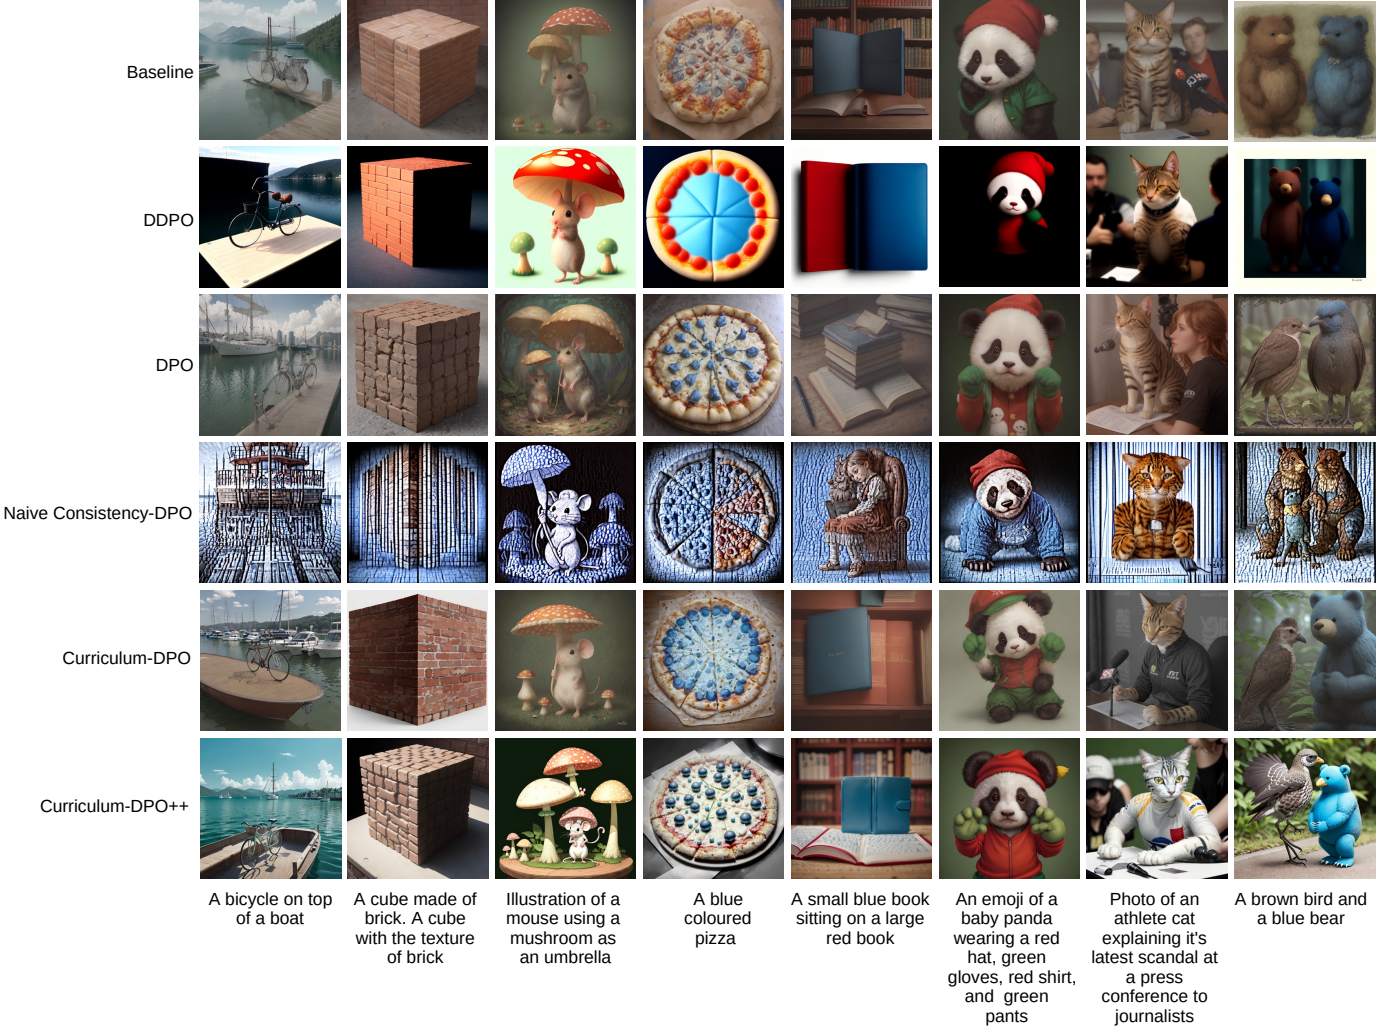 Baseline
DDPO
DPO
Naive Consistency-DPO
Curriculum-DPO
Curriculum-DPO++
A bicycle on top
of a boat
A cube made of
brick. A cube
with the texture
of brick
Illustration of a
mouse using a
mushroom as
an umbrella
A blue
coloured
pizza
A small blue book
sitting on a large
red book
An emoji of a
baby panda
wearing a red
hat, green
gloves, red shirt,
and green
pants
Photo of an
athlete cat
explaining it's
latest scandal at
a press
conference to
journalists
A brown bird and
a blue bear